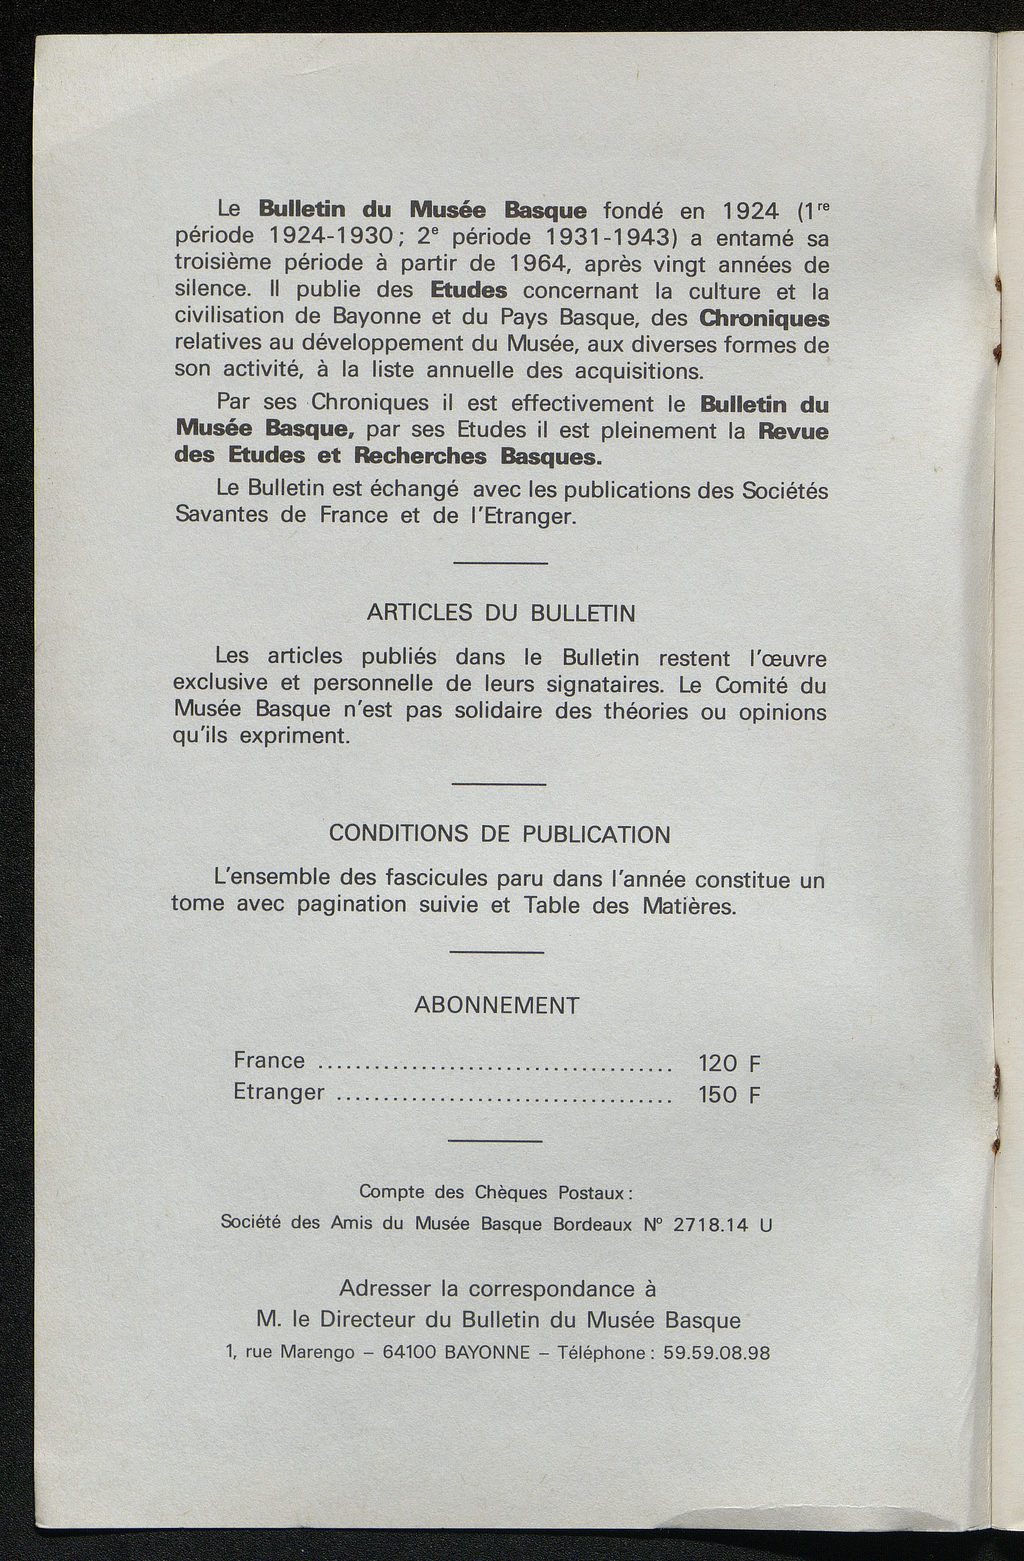 Le Bulletin du Musée Basque fondé en 1924 (1re
période 1924-1930; 2e période 1931-1943) a entamé sa
troisième période à partir de 1964, après vingt années de
silence. Il publie des Etudes concernant la culture et la
civilisation de Bayonne et du Pays Basque, des Chroniques
relatives au développement du Musée, aux diverses formes de
son activité, à la liste annuelle des acquisitions.
Par ses Chroniques il est effectivement le Bulletin du
Musée Basque, par ses Etudes il est pleinement la Revue
des Etudes et Recherches Basques.
Le Bulletin est échangé avec les publications des Sociétés
Savantes de France et de l'Etranger.
ARTICLES DU BULLETIN
Les articles publiés dans le Bulletin restent l'œuvre
exclusive et personnelle de leurs signataires. Le Comité du
Musée Basque n'est pas solidaire des théories ou opinions
qu'ils expriment.
CONDITIONS DE PUBLICATION
L'ensemble des fascicules paru dans l'année constitue un
tome avec pagination suivie et Table des Matières.
ABONNEMENT
France ...................................... 120 F
Etranger .................................... 150 F
Compte des Chèques Postaux :
Société des Amis du Musée Basque Bordeaux Nº 2718.14 U
Adresser la correspondance à
M. le Directeur du Bulletin du Musée Basque
1, rue Marengo – 64100 BAYONNE – Téléphone : 59.59.08.98